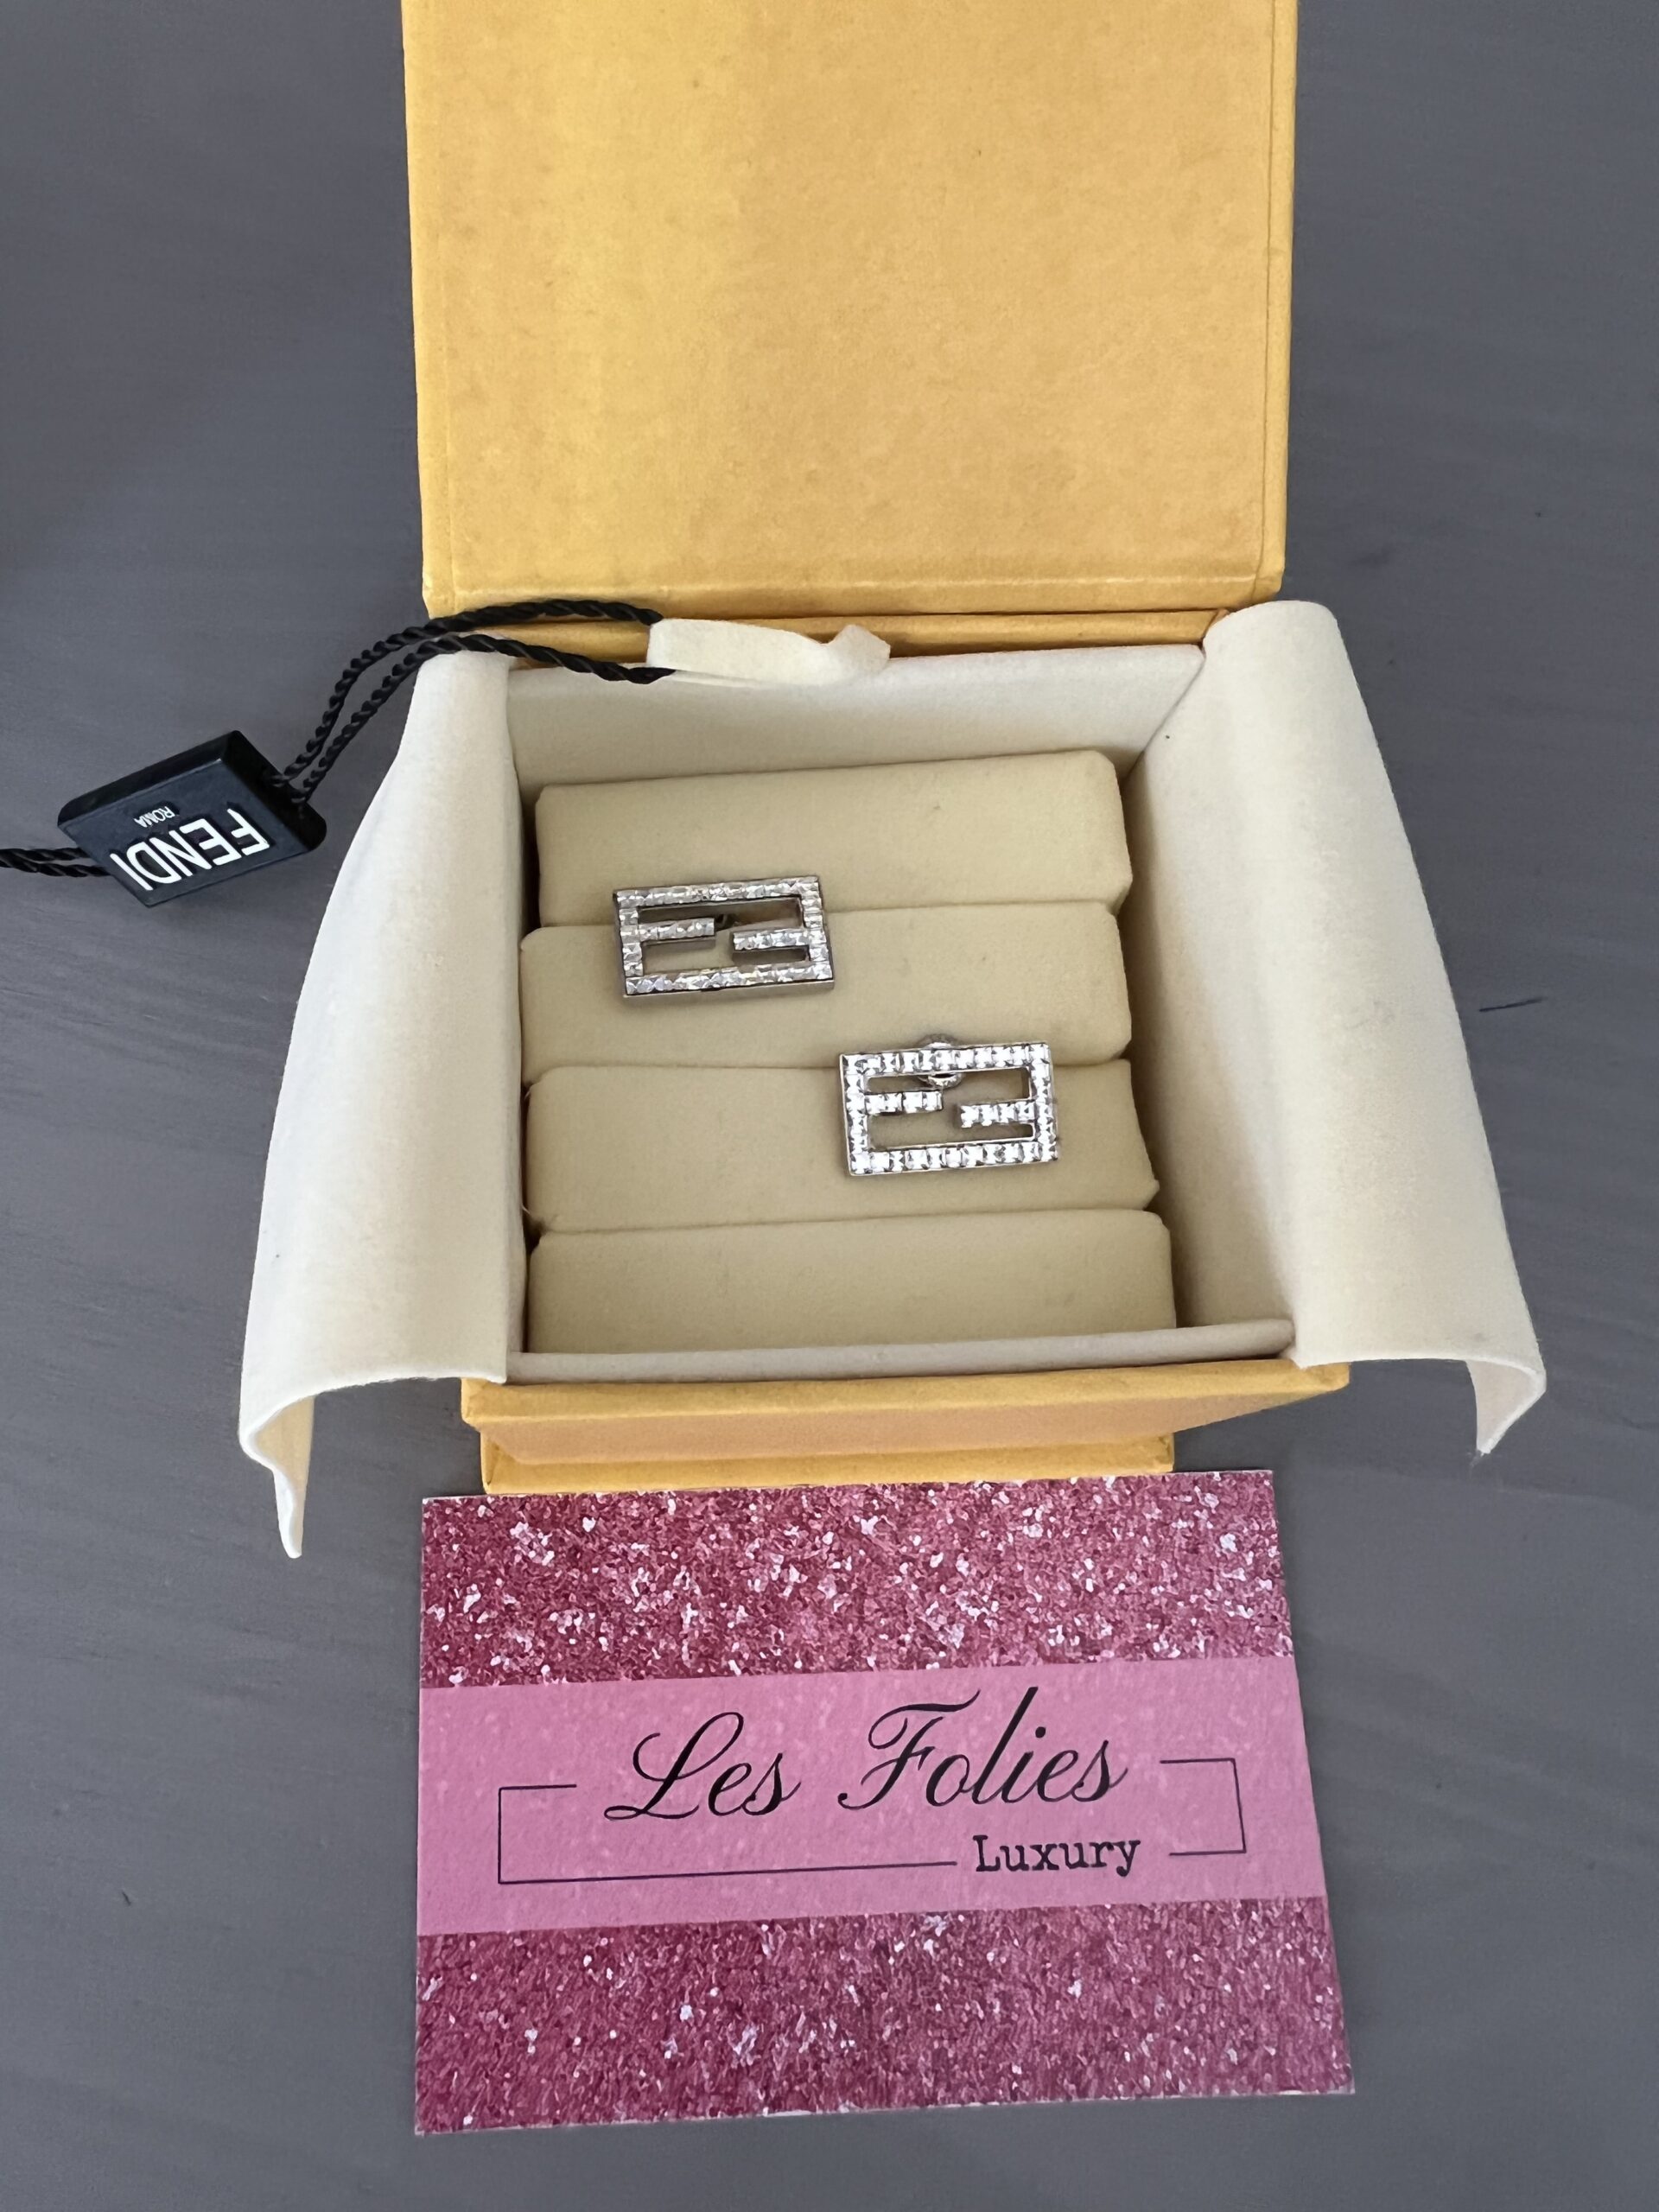 FENDI
ROMA
Les Folies
Luxury